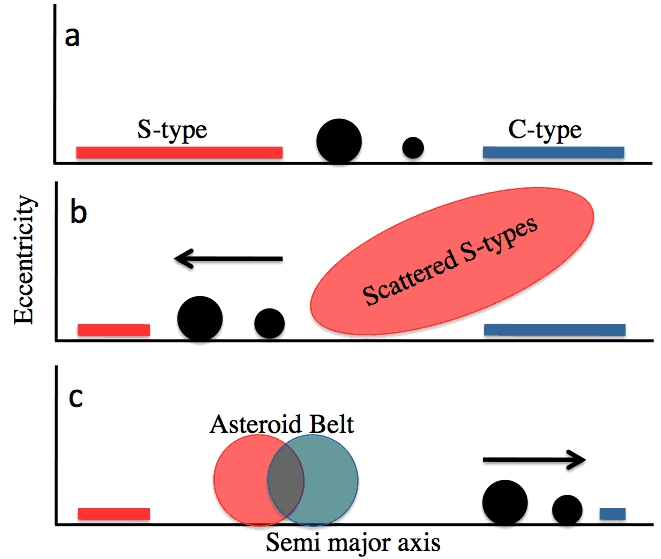 a
S-type
C-type
Eccentricity
b
Scattered S-types
c
Asteroid Belt
Semi major axis